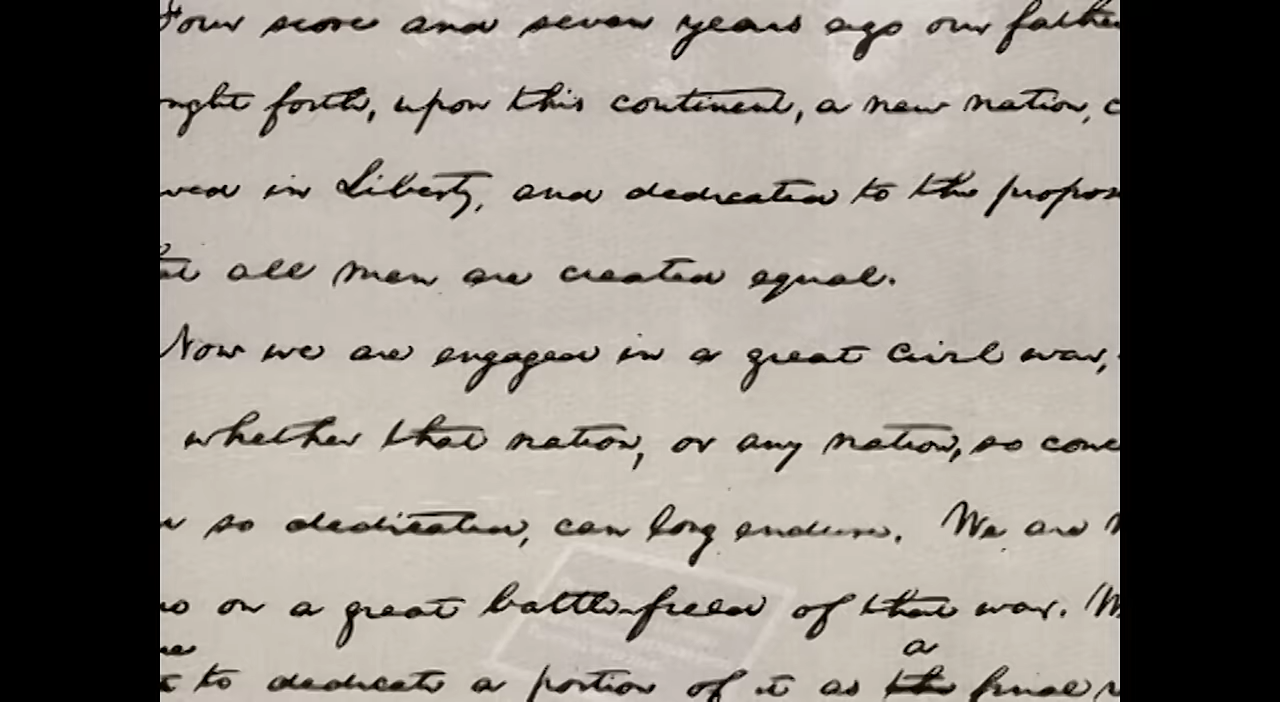 Four score and seven years ago our father
ught forth, upon this continent, a new nation, c
ved in Liberty, and dedicated to the propos
at all men are created equal.
Now we are engaged in a great civil war,
whether that nation, or any nation, so conc
so dedicated, can long endure. We are m
on a great battle-field of that war. W
a
to dedicate a portion of it as the final r